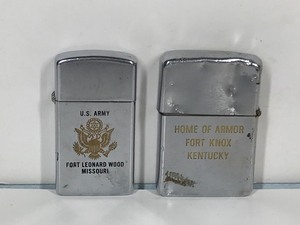 U.S. ARMY
FORT LEONARD WOOD
MISSOURI
HOME OF ARMOR
FORT KNOX
KENTUCKY